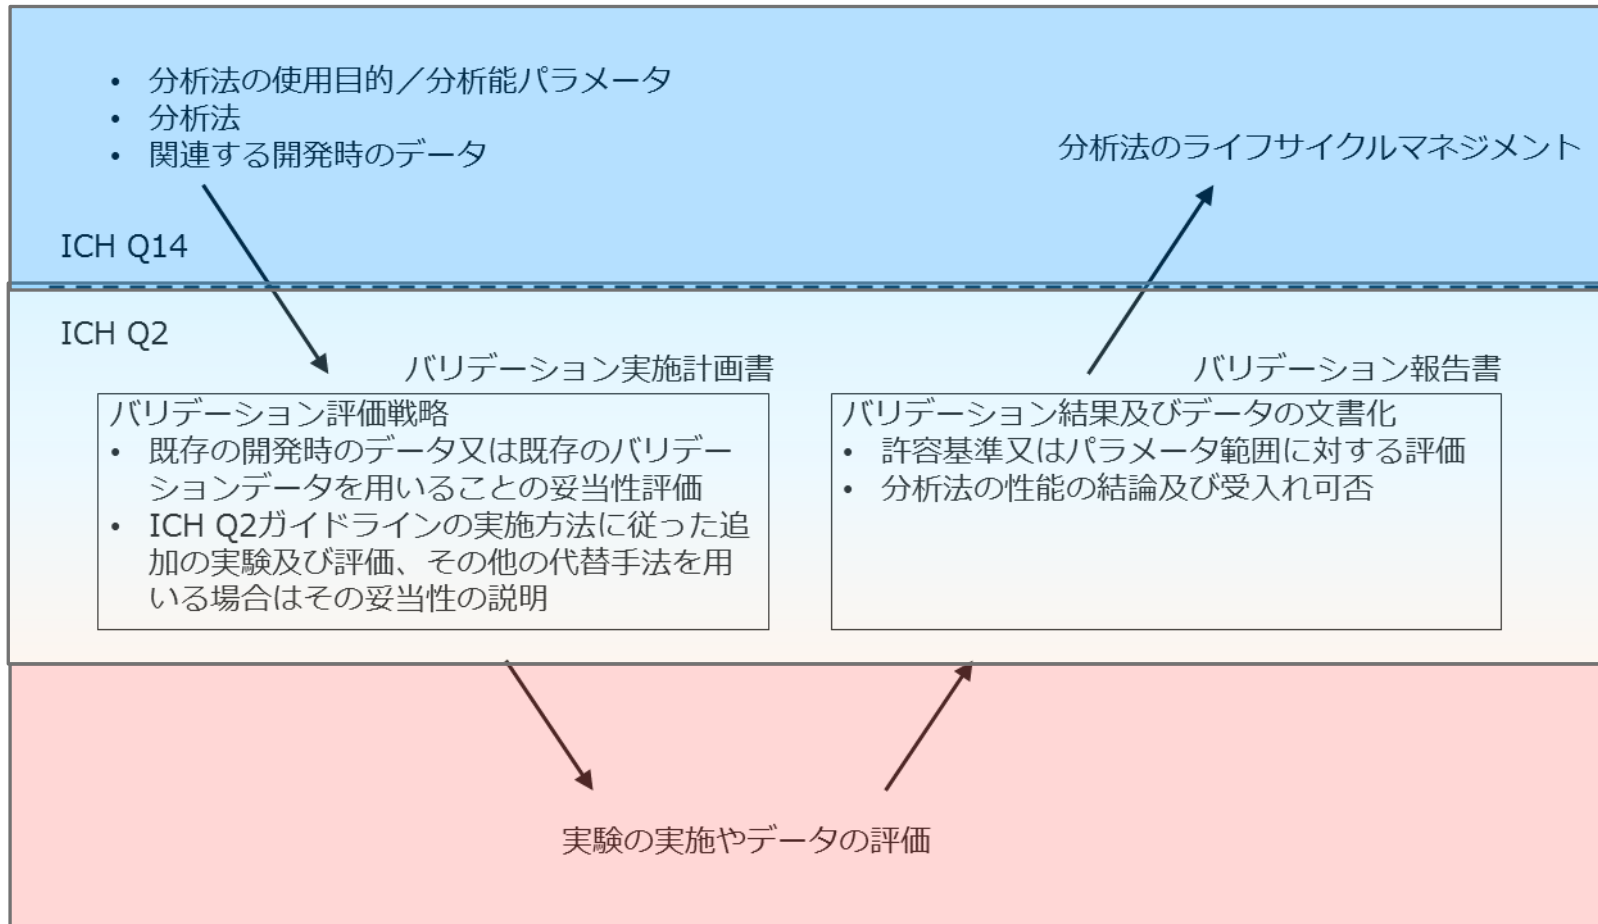 • 分析法の使用目的／分析能パラメータ
• 分析法
• 関連する開発時のデータ
分析法のライフサイクルマネジメント
ICH Q14
ICH Q2
バリデーション実施計画書
バリデーション評価戦略
• 既存の開発時のデータ又は既存のバリデー
ションデータを用いることの妥当性評価
• ICH Q2ガイドラインの実施方法に従った追
加の実験及び評価、その他の代替手法を用
いる場合はその妥当性の説明
バリデーション報告書
バリデーション結果及びデータの文書化
• 許容基準又はパラメータ範囲に対する評価
• 分析法の性能の結論及び受入れ可否
実験の実施やデータの評価